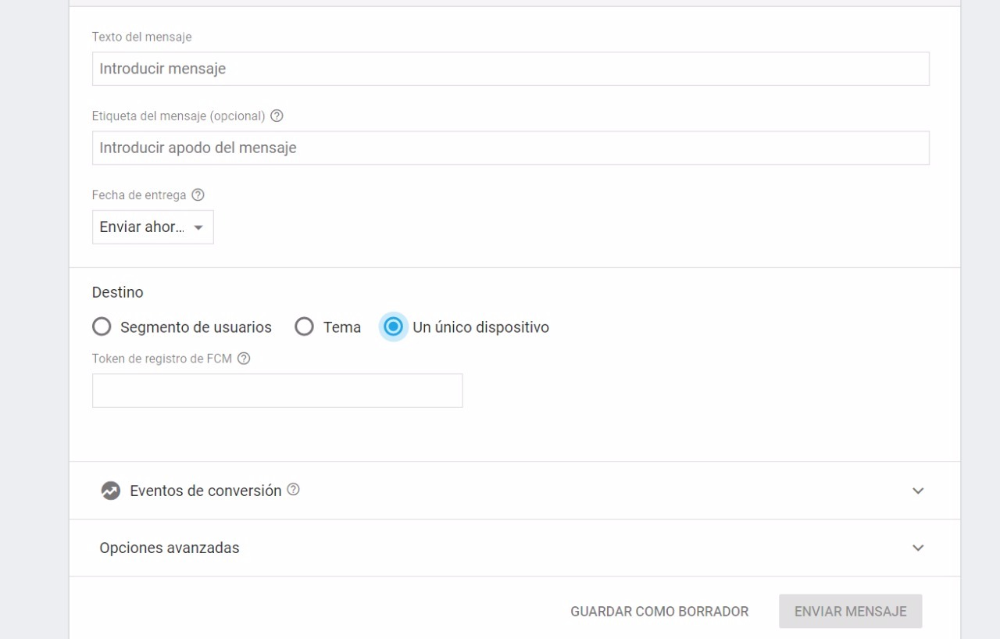 Texto del mensaje
Introducir mensaje
Etiqueta del mensaje (opcional)
Introducir apodo del mensaje
Fecha de entrega
Enviar ahor...
Destino
Segmento de usuarios Tema Un único dispositivo
Token de registro de FCM
Eventos de conversión
Opciones avanzadas
GUARDAR COMO BORRADOR ENVIAR MENSAJE